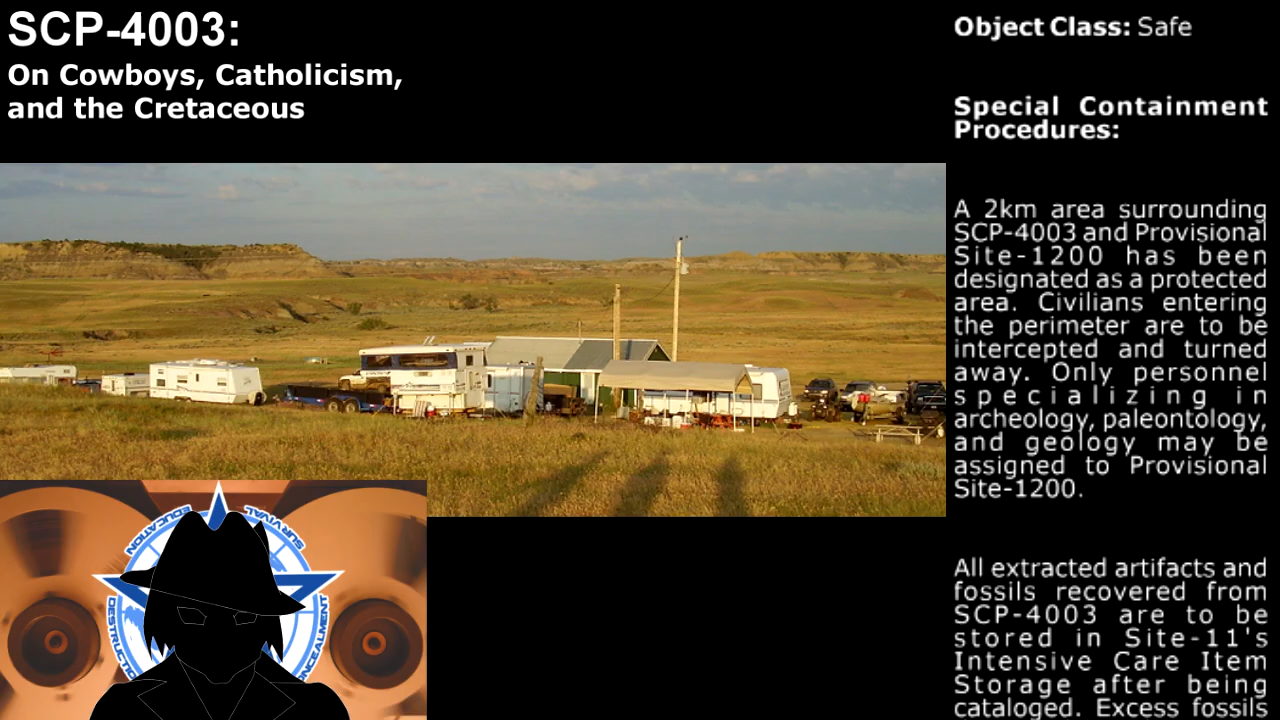 SCP-4003:
On Cowboys, Catholicism,
and the Cretaceous
Object Class: Safe
Special Containment
Procedures:
A 2km area surrounding
SCP-4003 and Provisional
Site-1200 has been
designated as a protected
area. Civilians entering
the perimeter are to be
intercepted and turned
away. Only personnel
specializing in
archeology, paleontology,
and geology may be
assigned to Provisional
Site-1200.
All extracted artifacts and
fossils recovered from
SCP-4003 are to be
stored in Site-11's
Intensive Care Item
Storage after being
cataloged. Excess fossils
EDUCATION
SURVIVAL